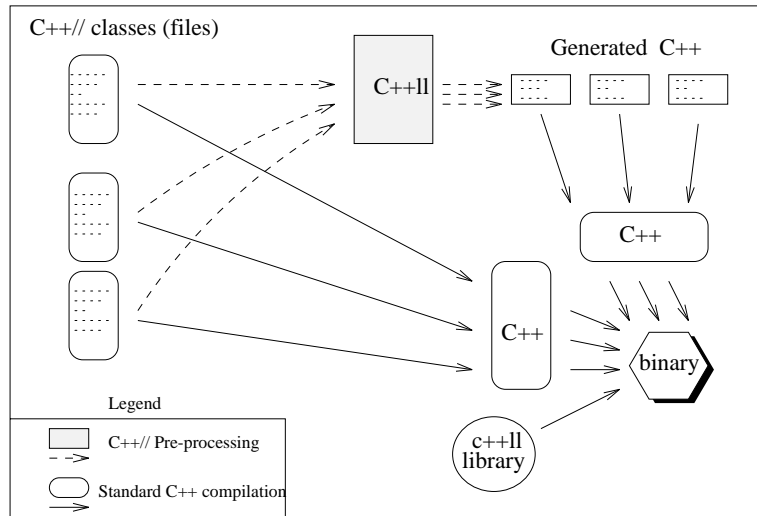 C++// classes (files)
C++ll
Generated C++
C++
C++
binary
c++ll
library
Legend
C++// Pre-processing
Standard C++ compilation